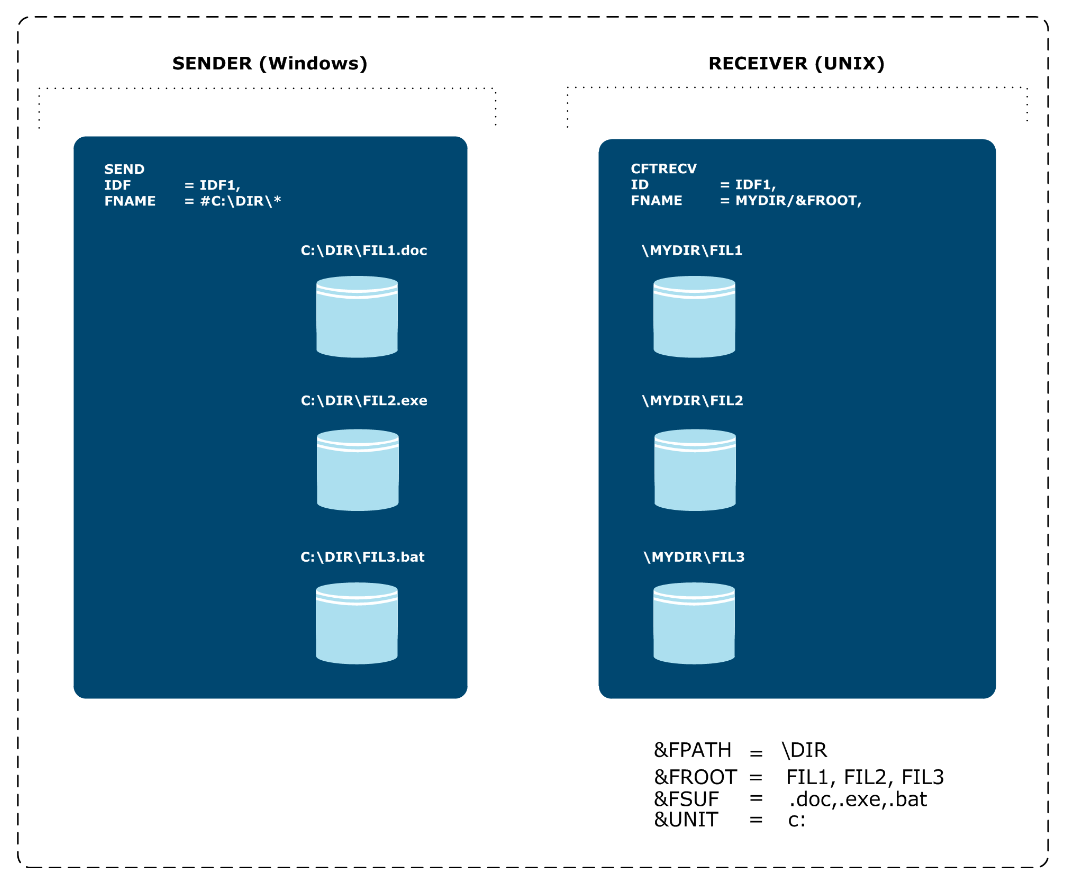 SENDER (Windows)
SEND
IDF = IDF1,
FNAME = #C:\DIR\*
C:\DIR\FIL1.doc
C:\DIR\FIL2.exe
C:\DIR\FIL3.bat
RECEIVER (UNIX)
CFTRECV
ID = IDF1,
FNAME = MYDIR/&FROOT,
\MYDIR\FIL1
\MYDIR\FIL2
\MYDIR\FIL3
&FPATH = \DIR
&FROOT = FIL1, FIL2, FIL3
&FSUF = .doc,.exe,.bat
&UNIT = c: